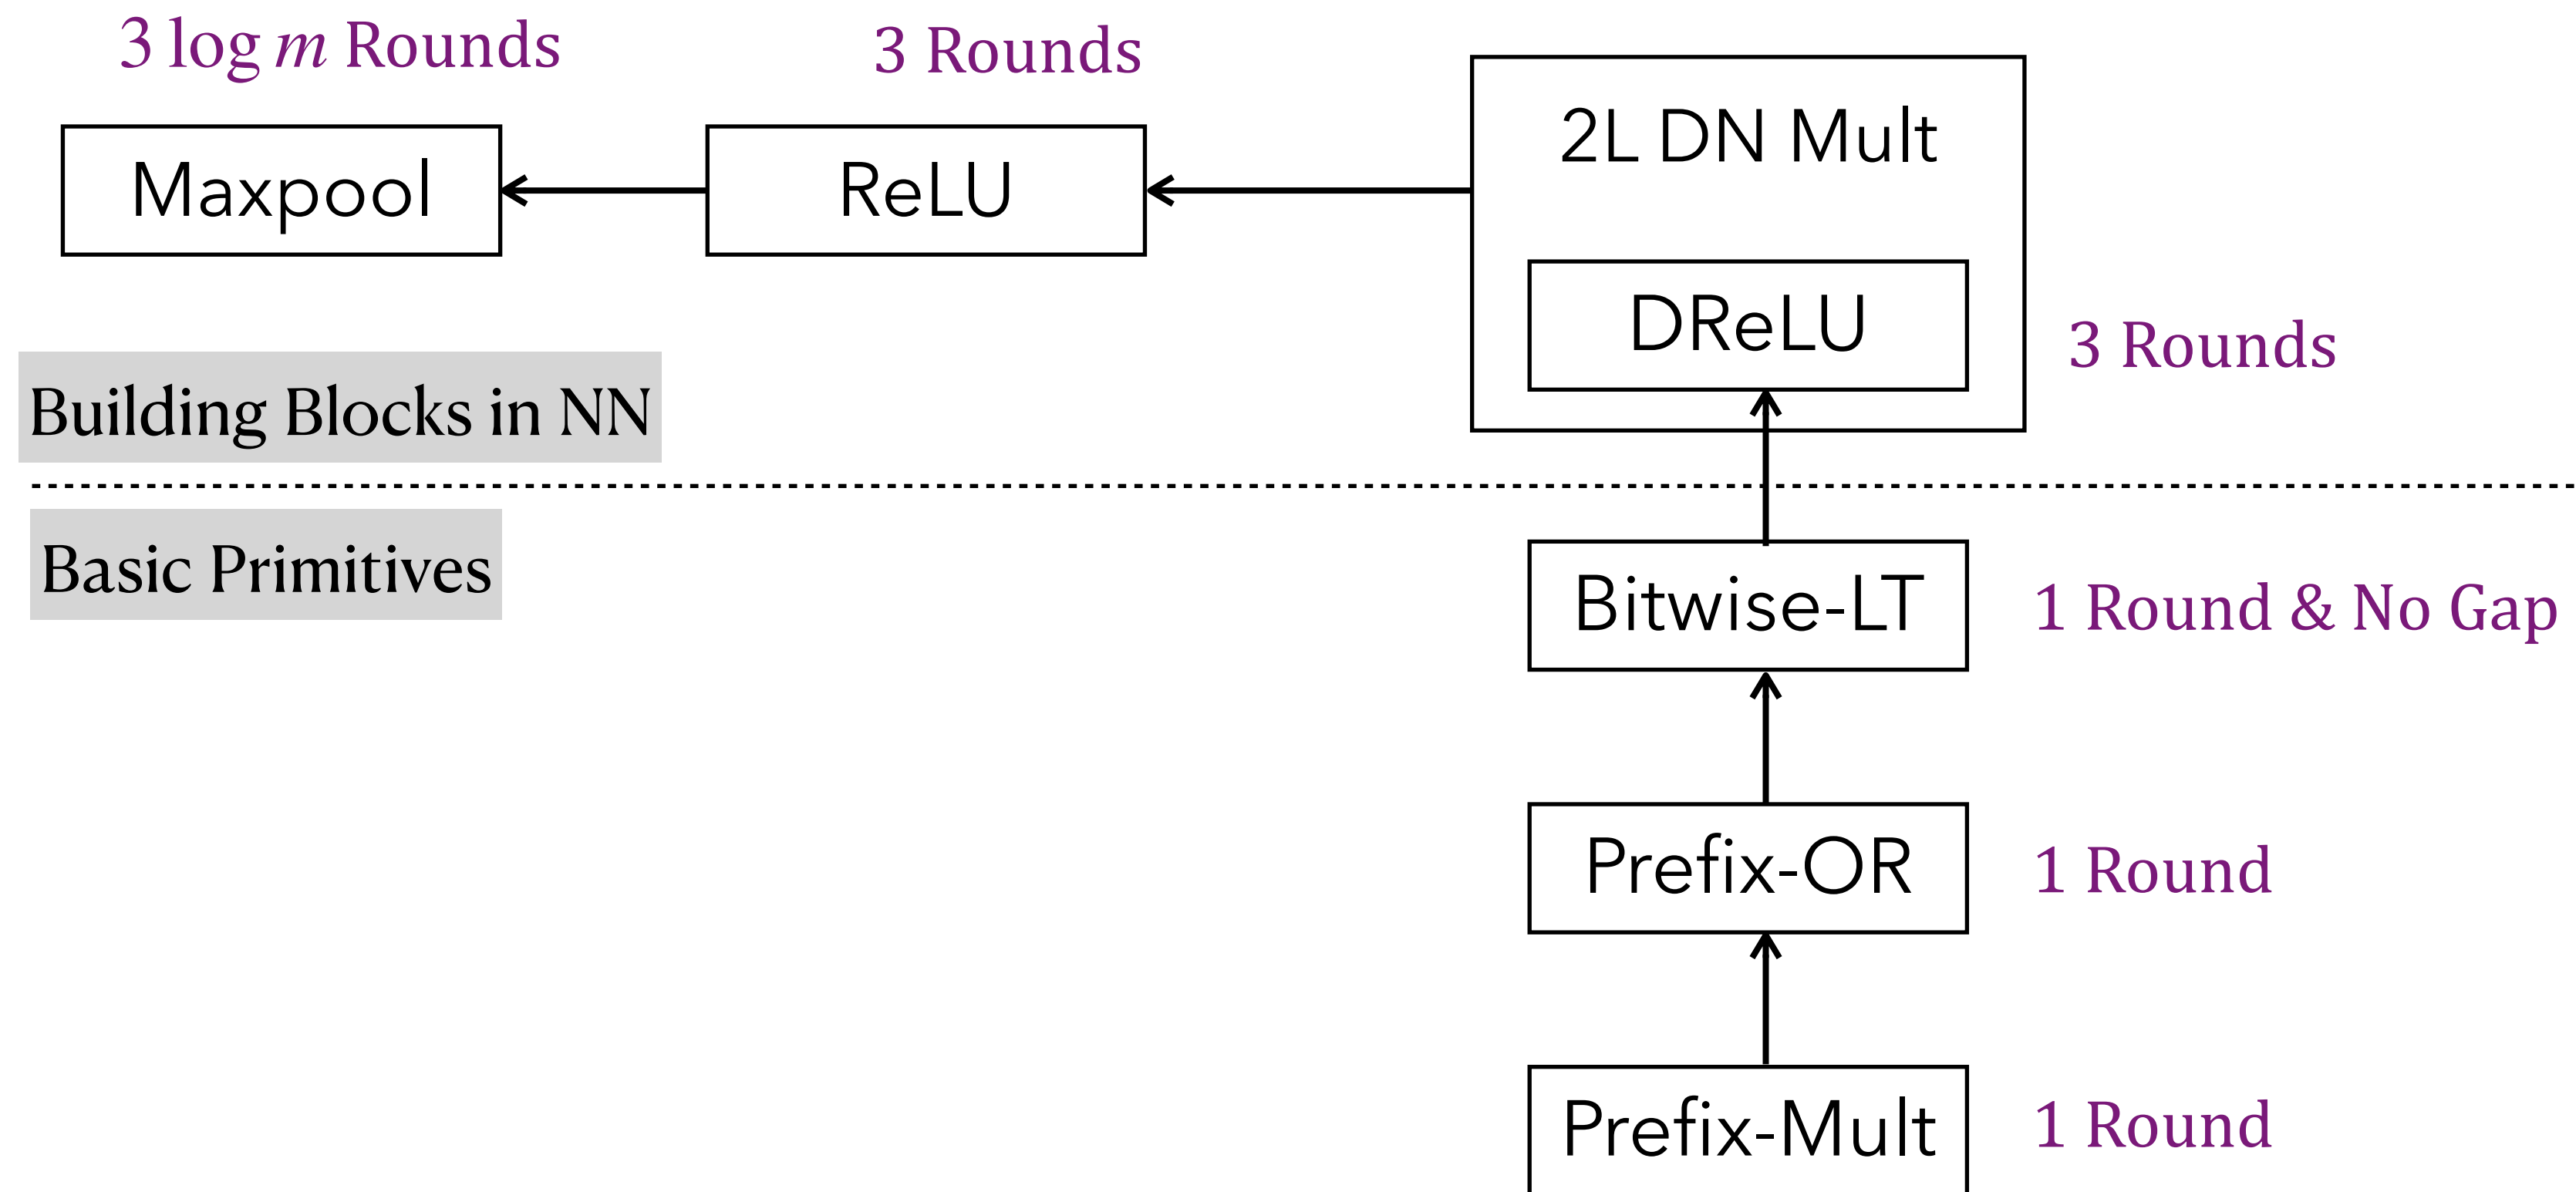 3 log m Rounds
3 Rounds
2L DN Mult
Maxpool
ReLU
DReLU
3 Rounds
Building Blocks in NN
Basic Primitives
Bitwise-LT
1 Round & No Gap
Prefix-OR
1 Round
Prefix-Mult
1 Round